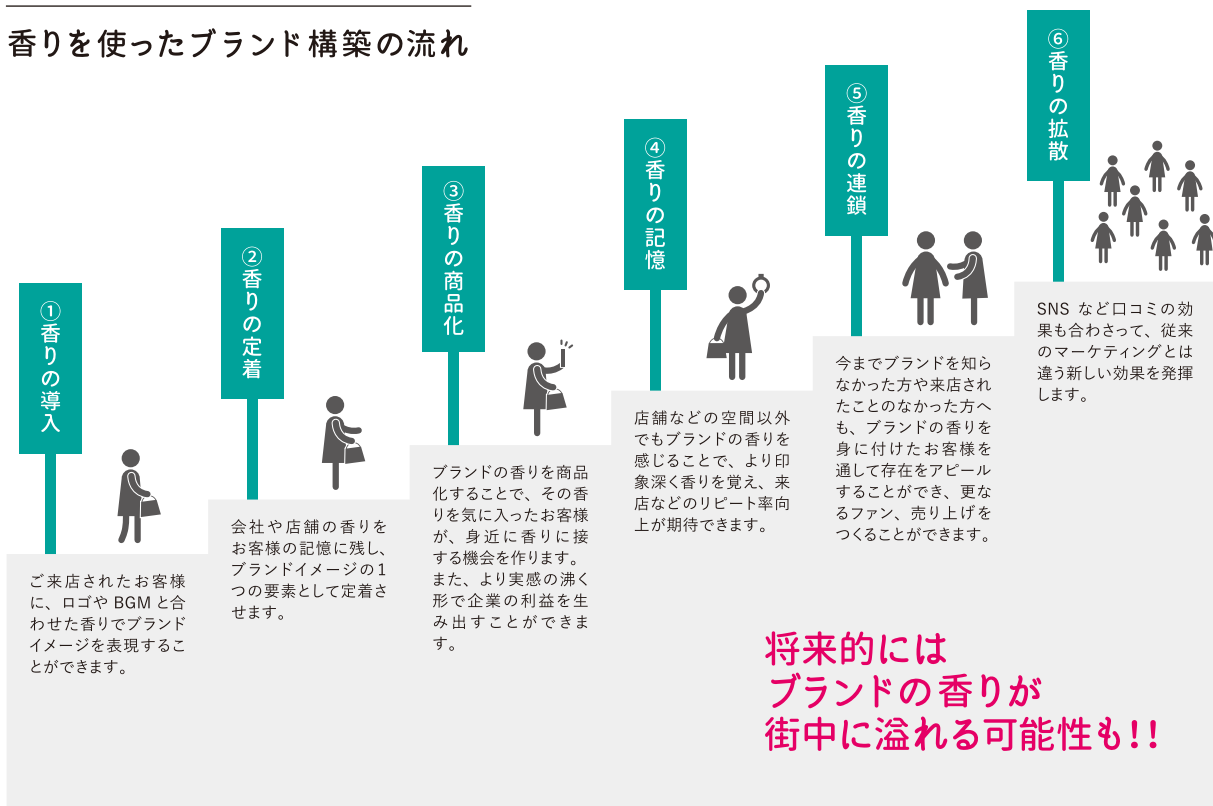 香りを使ったブランド構築の流れ
①香りの導入
ご来店されたお客様
に、ロゴや BGM と合
わせた香りでブランド
イメージを表現するこ
とができます。
②香りの定着
会社や店舗の香りを
お客様の記憶に残し、
ブランドイメージの1
つの要素として定着さ
せます。
③香りの商品化
ブランドの香りを商品
化することで、その香
りを気に入ったお客様
が、身近に香りに接
する機会を作ります。
また、より実感の沸く
形で企業の利益を生
み出すことができま
す。
④香りの記憶
店舗などの空間以外
でもブランドの香りを
感じることで、より印
象深く香りを覚え、来
店などのリピート率向
上が期待できます。
⑤香りの連鎖
今までブランドを知ら
なかった方や来店され
たことのなかった方へ
も、ブランドの香りを
身に付けたお客様を
通して存在をアピール
することができ、更な
るファン、売り上げを
つくることができます。
⑥香りの拡散
SNS など口コミの効
果も合わさって、従来
のマーケティングとは
違う新しい効果を発揮
します。
将来的には
ブランドの香りが
街中に溢れる可能性も!!